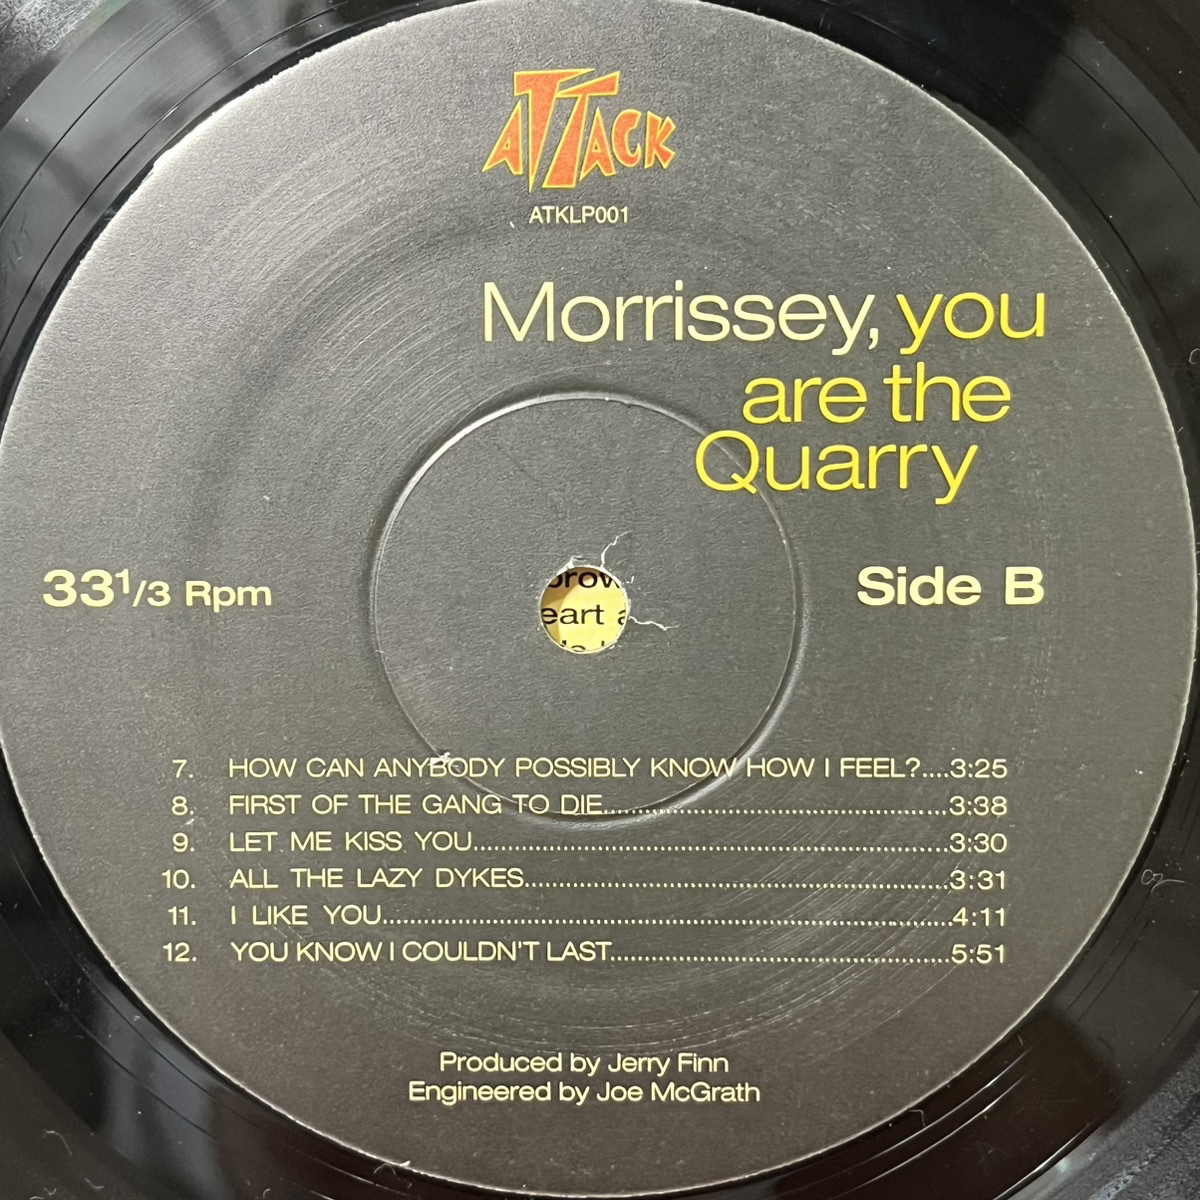 ATTACK
ATKLP001
Morrissey, you
are the
Quarry
33 1/3 Rpm
Side B
brow
eart a
7. HOW CAN ANYBODY POSSIBLY KNOW HOW I FEEL?....3:25
8. FIRST OF THE GANG TO DIE..................................................3:38
9. LET ME KISS YOU......................................................................3:30
10. ALL THE LAZY DYKES..............................................................3:31
11. I LIKE YOU...................................................................................4:11
12. YOU KNOW I COULDN'T LAST.................................................5:51
Produced by Jerry Finn
Engineered by Joe McGrath